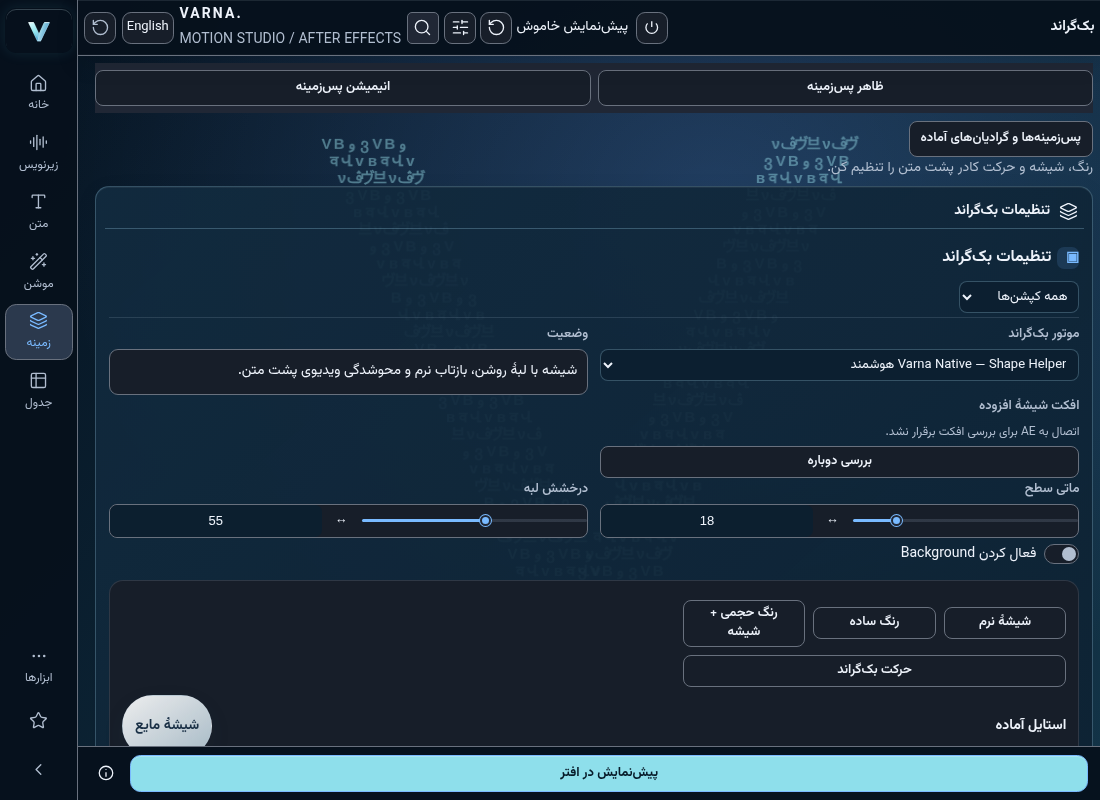 بک‌گراند
پیش‌نمایش خاموش
VARNA.
MOTION STUDIO / AFTER EFFECTS
English
خانه
زیرنویس
متن
موشن
زمینه
جدول
ابزارها
ظاهر پس‌زمینه
انیمیشن پس‌زمینه
پس‌زمینه‌ها و گرادیان‌های آماده
رنگ، شیشه و حرکت کادر پشت متن را تنظیم کن.
تنظیمات بک‌گراند
تنظیمات بک‌گراند
همه کپشن‌ها
موتور بک‌گراند
وضعیت
Varna Native — Shape Helper هوشمند
شیشه با لبهٔ روشن، بازتاب نرم و محوشدگی ویدیوی پشت متن.
افکت شیشهٔ افزوده
اتصال به AE برای بررسی افکت برقرار نشد.
بررسی دوباره
ماتی سطح
درخشش لبه
18
↔
55
↔
فعال کردن Background
شیشهٔ نرم
رنگ ساده
رنگ حجمی +
شیشه
حرکت بک‌گراند
استایل آماده
شیشهٔ مایع
پیش‌نمایش در افتر